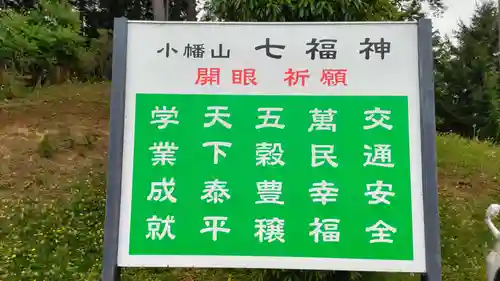 小幡山 七福神
開眼 祈願
交通安全
萬民幸福
五穀豊穣
天下泰平
学業成就